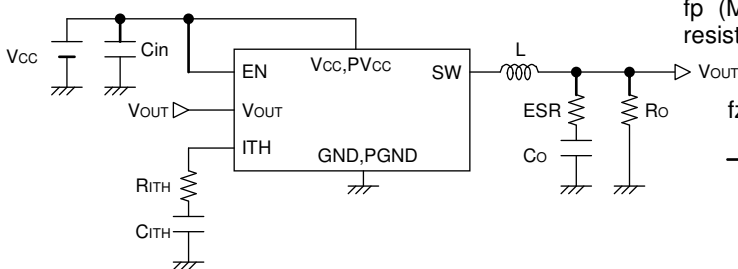 fp (M
resist
L
VCC
Cin
EN
VCC,PVCC
SW
VOUT
VOUT
VOUT
ESR
RO
fz
ITH
GND,PGND
CO
RITH
CITH